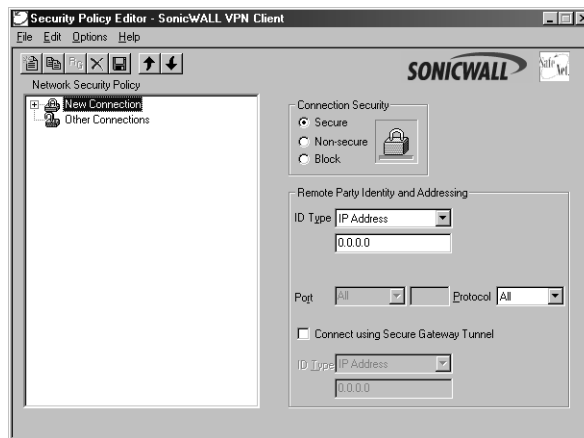 Security Policy Editor - SonicWALL VPN Client
File Edit Options Help
SONICWALL
Safe Net.
Network Security Policy
New Connection
Other Connections
Connection Security
Secure
Non-secure
Block
Remote Party Identity and Addressing
ID Type IP Address
0.0.0.0
Port All Protocol All
Connect using Secure Gateway Tunnel
ID Type IP Address
0.0.0.0